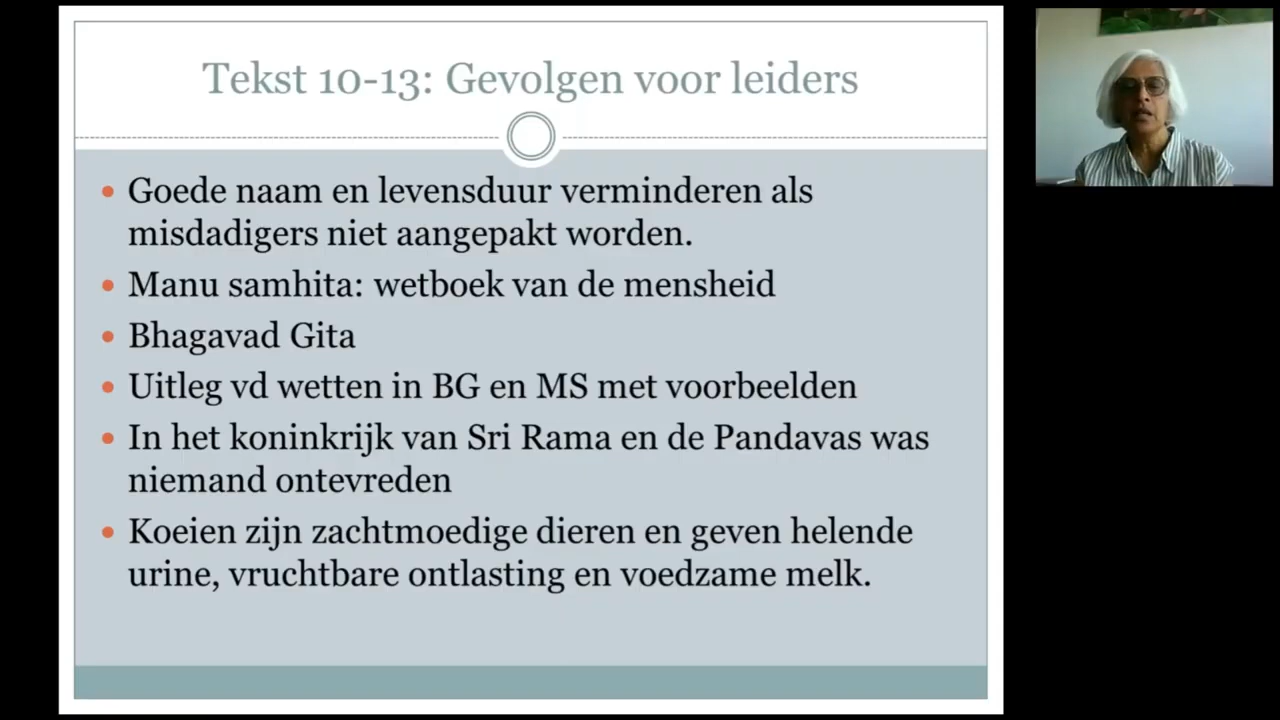 Tekst 10-13: Gevolgen voor leiders
• Goede naam en levensduur verminderen als
misdadigers niet aangepakt worden.
• Manu samhita: wetboek van de mensheid
• Bhagavad Gita
• Uitleg vd wetten in BG en MS met voorbeelden
• In het koninkrijk van Sri Rama en de Pandavas was
niemand ontevreden
• Koeien zijn zachtmoedige dieren en geven helende
urine, vruchtbare ontlasting en voedzame melk.